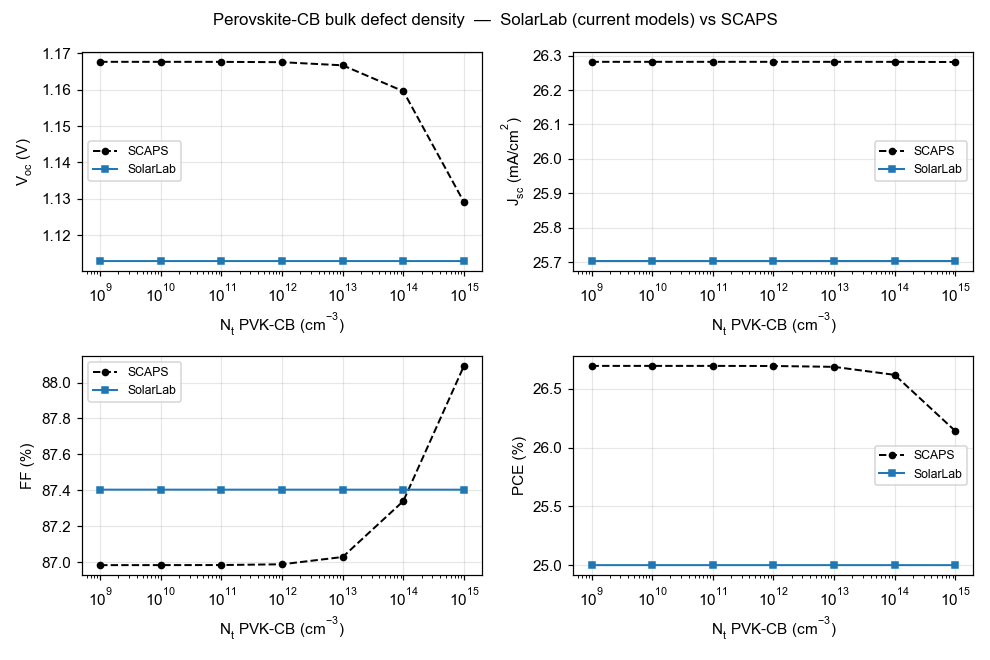 Perovskite-CB bulk defect density — SolarLab (current models) vs SCAPS
1.17
1.16
1.15
1.14
1.13
1.12
V_oc (V)
SCAPS
SolarLab
10^9 10^10 10^11 10^12 10^13 10^14 10^15
N_t PVK-CB (cm^−3)
26.3
26.2
26.1
26.0
25.9
25.8
25.7
J_sc (mA/cm^2)
SCAPS
SolarLab
10^9 10^10 10^11 10^12 10^13 10^14 10^15
N_t PVK-CB (cm^−3)
88.0
87.8
87.6
87.4
87.2
87.0
FF (%)
SCAPS
SolarLab
10^9 10^10 10^11 10^12 10^13 10^14 10^15
N_t PVK-CB (cm^−3)
26.5
26.0
25.5
25.0
PCE (%)
SCAPS
SolarLab
10^9 10^10 10^11 10^12 10^13 10^14 10^15
N_t PVK-CB (cm^−3)